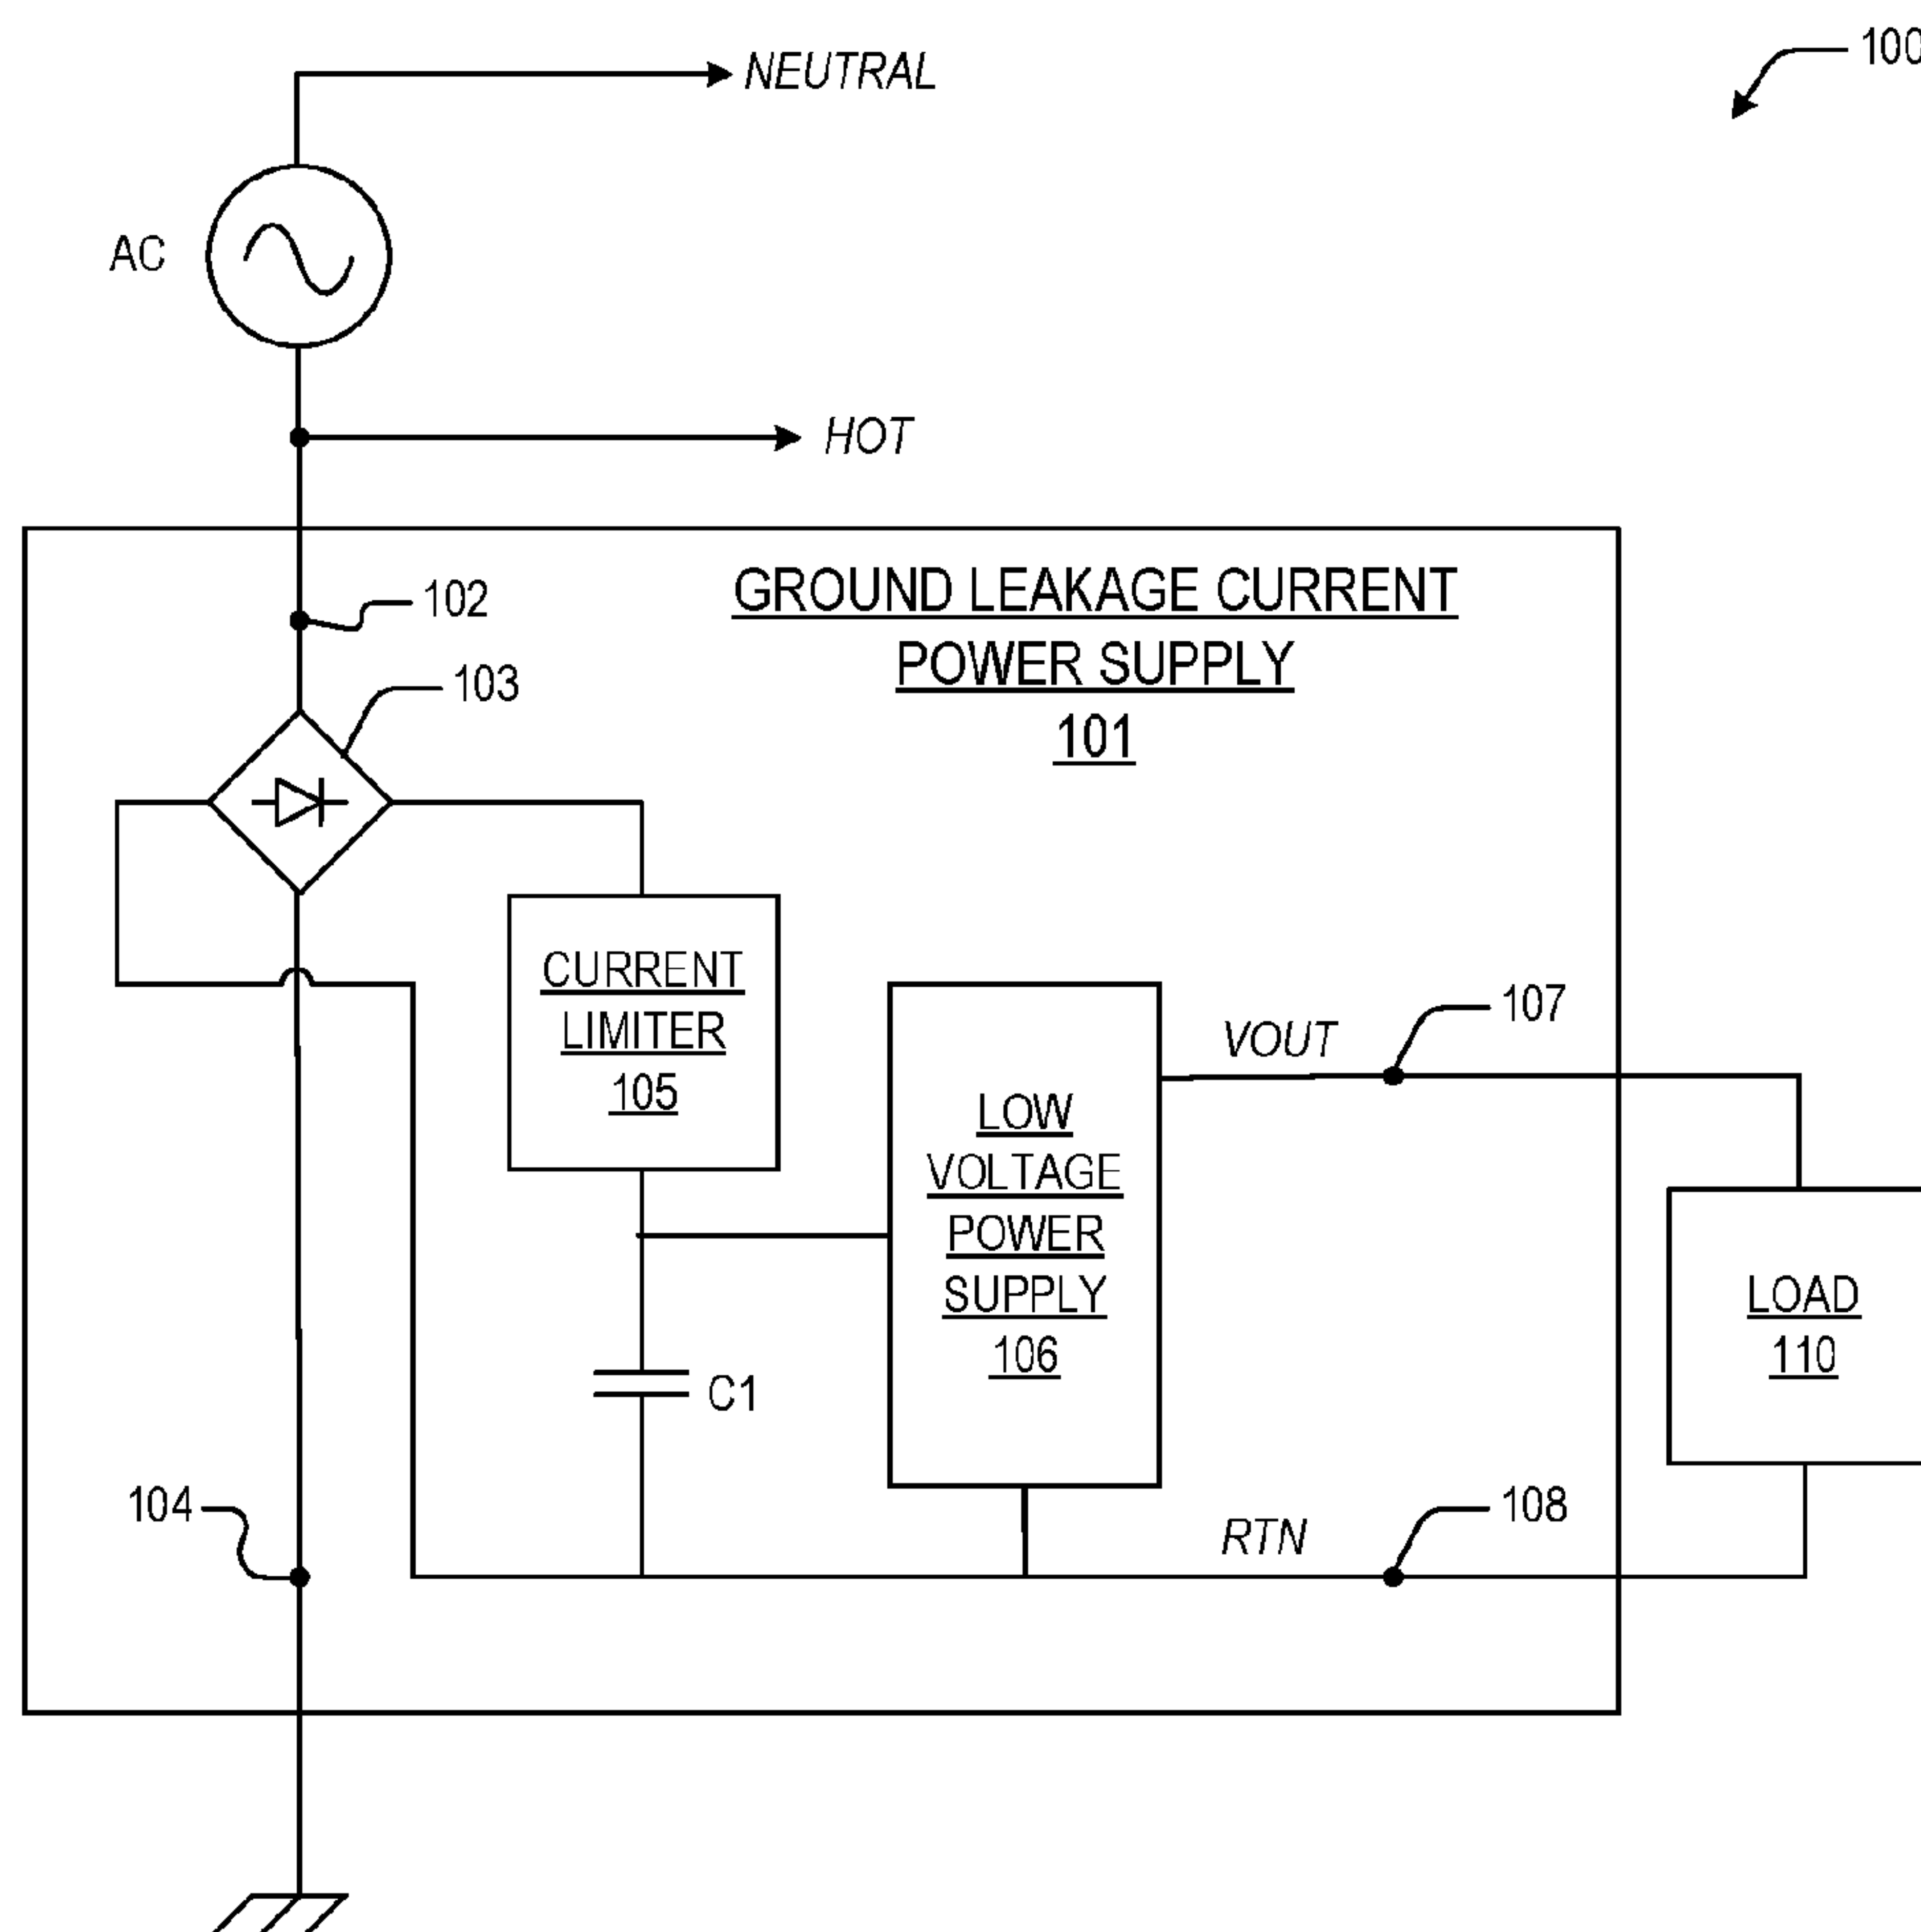 100
NEUTRAL
AC
HOT
GROUND LEAKAGE CURRENT
POWER SUPPLY
101
102
103
CURRENT
LIMITER
105
107
VOUT
LOW
VOLTAGE
POWER
SUPPLY
106
LOAD
110
C1
104
RTN
108